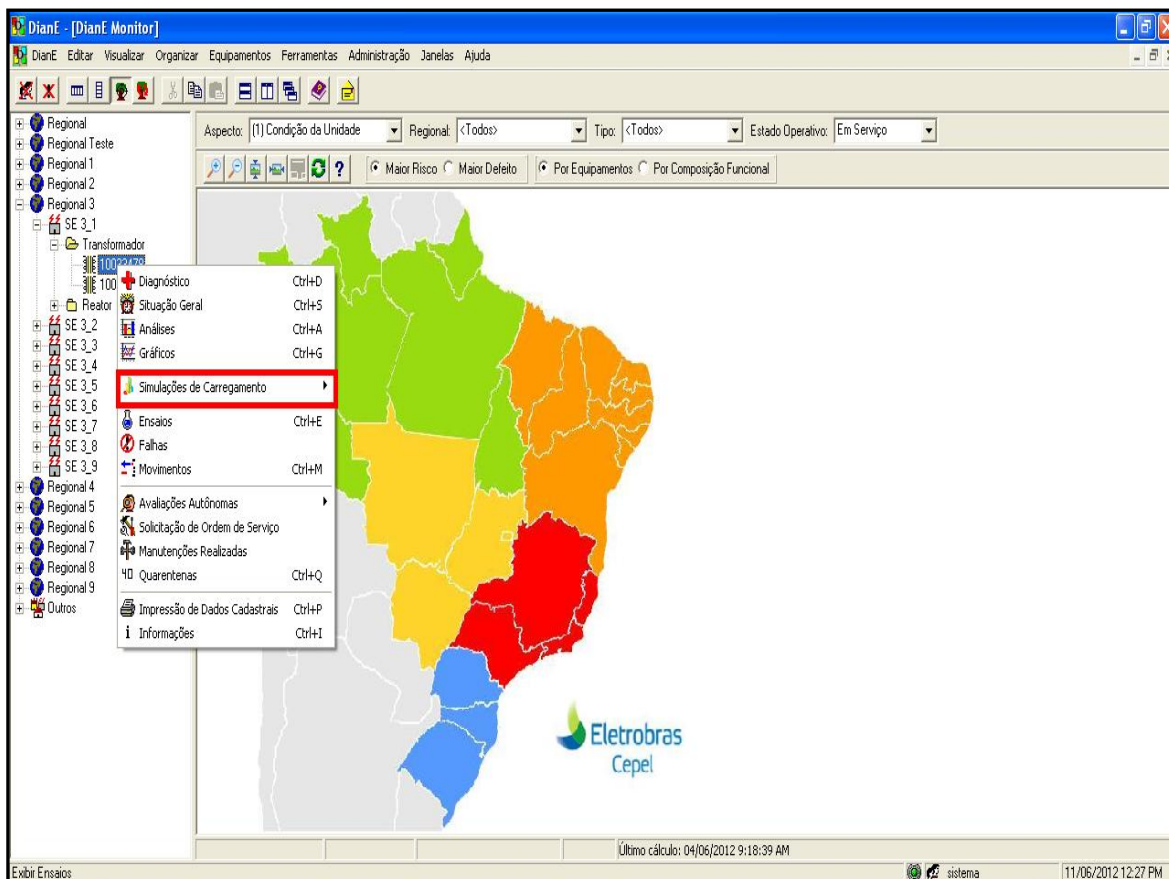 DianE - [DianE Monitor]
DianE Editar Visualizar Organizar Equipamentos Ferramentas Administração Janelas Ajuda
Aspecto: (1) Condição da Unidade Regional: <Todos> Tipo: <Todos> Estado Operativo: Em Serviço
Maior Risco Maior Defeito Por Equipamentos Por Composição Funcional
Regional
Regional Teste
Regional 1
Regional 2
Regional 3
SE 3_1
Transformador
100
Reator
SE 3_2
SE 3_3
SE 3_4
SE 3_5
SE 3_6
SE 3_7
SE 3_8
SE 3_9
Regional 4
Regional 5
Regional 6
Regional 7
Regional 8
Regional 9
Outros
Diagnóstico Ctrl+D
Situação Geral Ctrl+S
Análises Ctrl+A
Gráficos Ctrl+G
Simulações de Carregamento
Ensaios Ctrl+E
Falhas
Movimentos Ctrl+M
Avaliações Autônomas
Solicitação de Ordem de Serviço
Manutenções Realizadas
Quarentenas Ctrl+Q
Impressão de Dados Cadastrais Ctrl+P
Informações Ctrl+I
Eletrobras
Cepel
Último cálculo: 04/06/2012 9:18:39 AM
Exibir Ensaios sistema 11/06/2012 12:27 PM